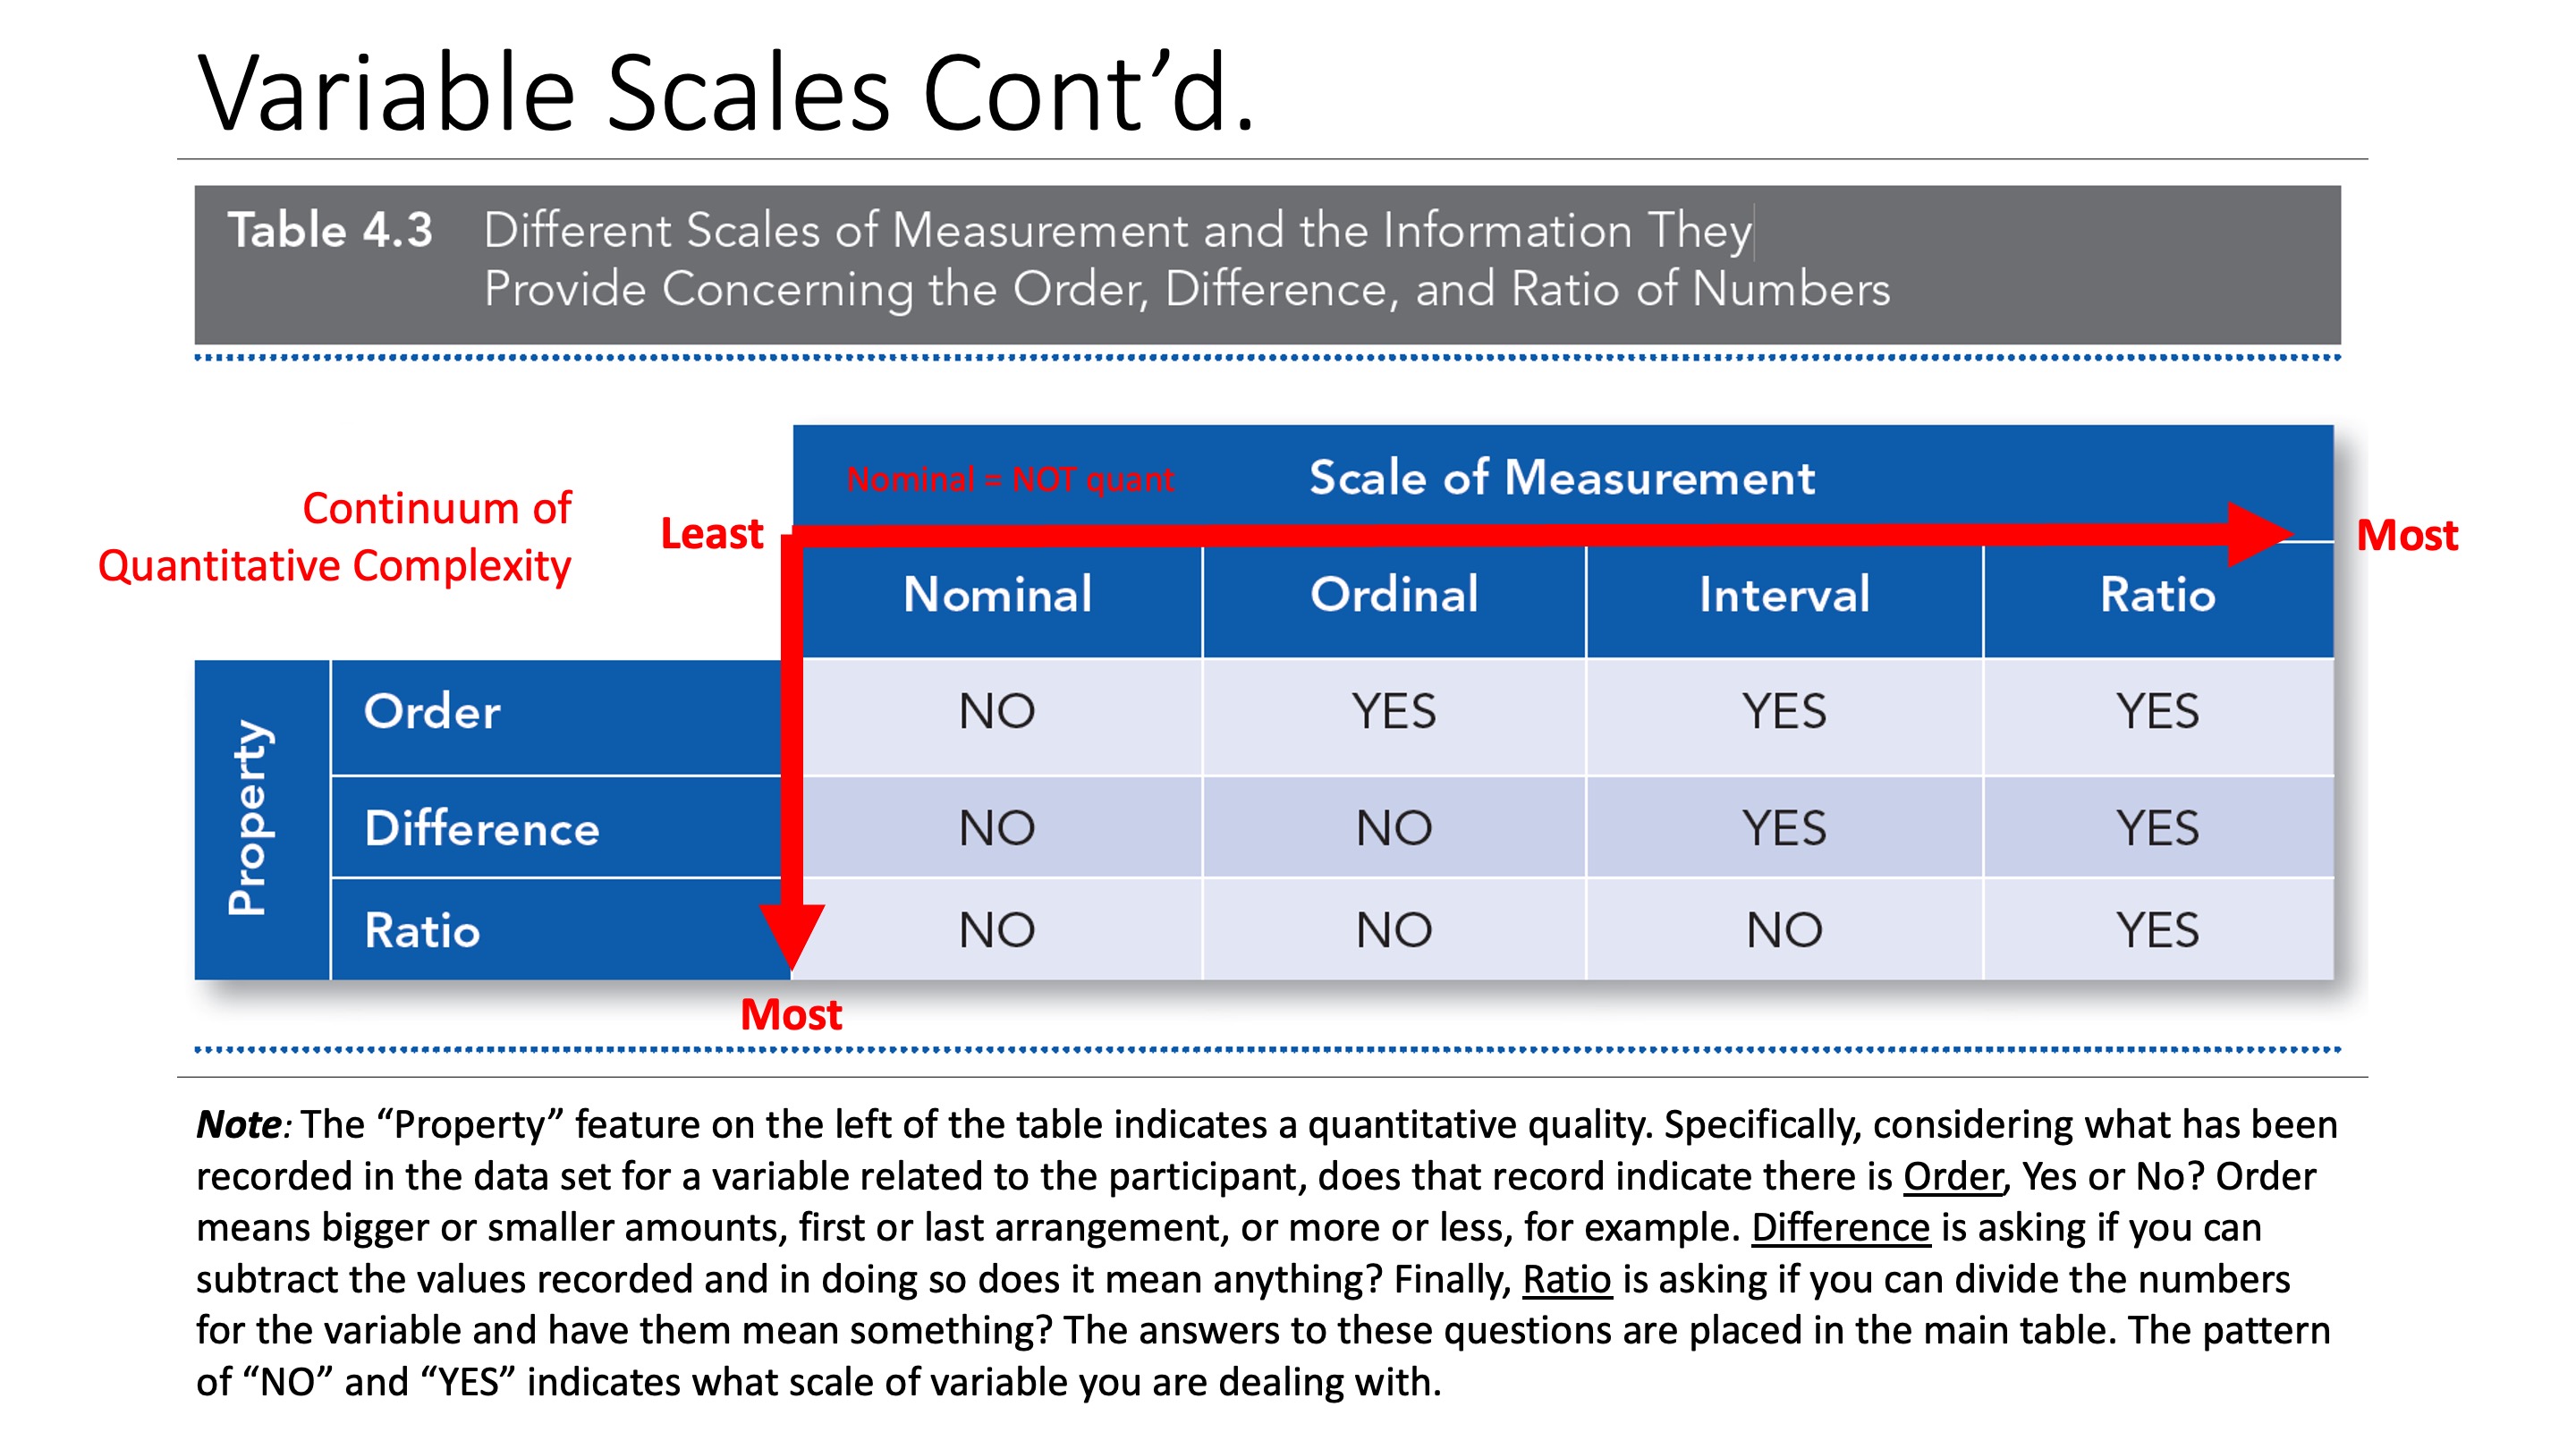 Variable Scales Cont’d.
Table 4.3 Different Scales of Measurement and the Information They
Provide Concerning the Order, Difference, and Ratio of Numbers
Nominal = NOT quant
Scale of Measurement
Continuum of
Quantitative Complexity
Least
Most
Nominal Ordinal Interval Ratio
Property
Order NO YES YES YES
Difference NO NO YES YES
Ratio NO NO NO YES
Most
Note: The “Property” feature on the left of the table indicates a quantitative quality. Specifically, considering what has been
recorded in the data set for a variable related to the participant, does that record indicate there is Order, Yes or No? Order
means bigger or smaller amounts, first or last arrangement, or more or less, for example. Difference is asking if you can
subtract the values recorded and in doing so does it mean anything? Finally, Ratio is asking if you can divide the numbers
for the variable and have them mean something? The answers to these questions are placed in the main table. The pattern
of “NO” and “YES” indicates what scale of variable you are dealing with.